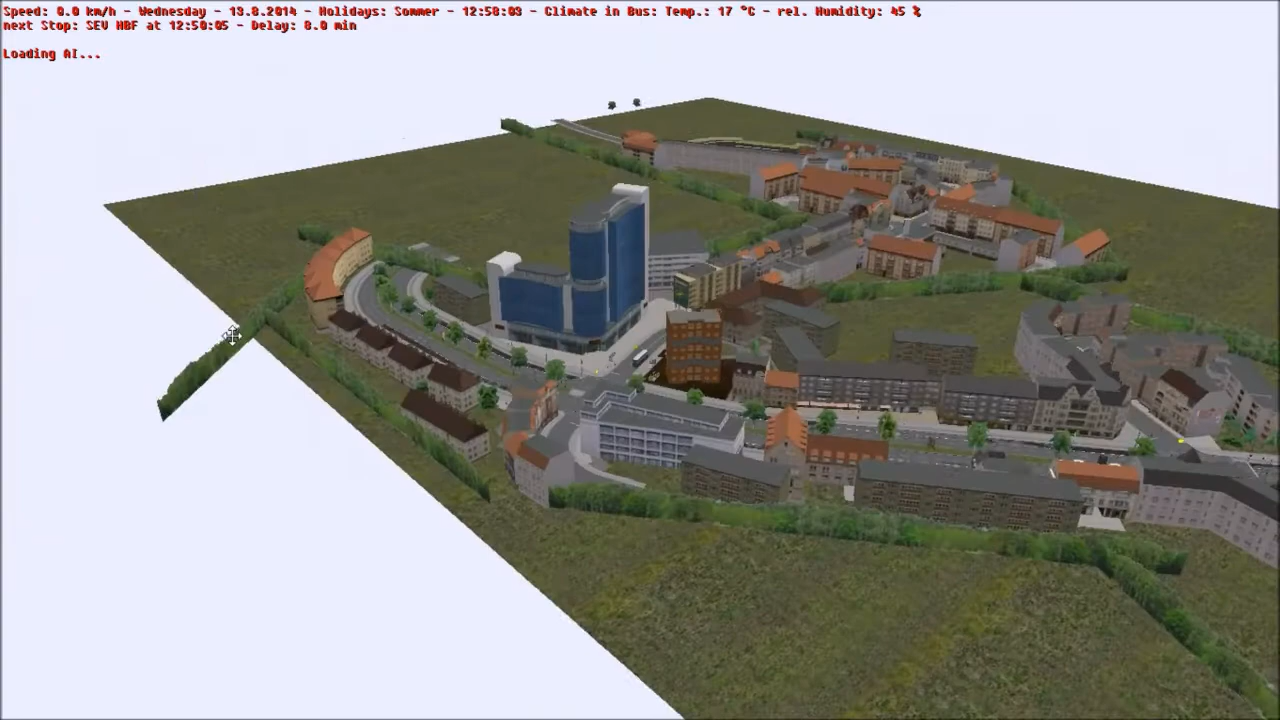 Speed: 0.0 km/h - Wednesday - 13.8.2014 - Holidays: Sommer - 12:58:03 - Climate in Bus: Temp.: 17 °C - rel. Humidity: 45 %
next Stop: SEV HBF at 12:50:05 - Delay: 8.0 min
Loading AI...